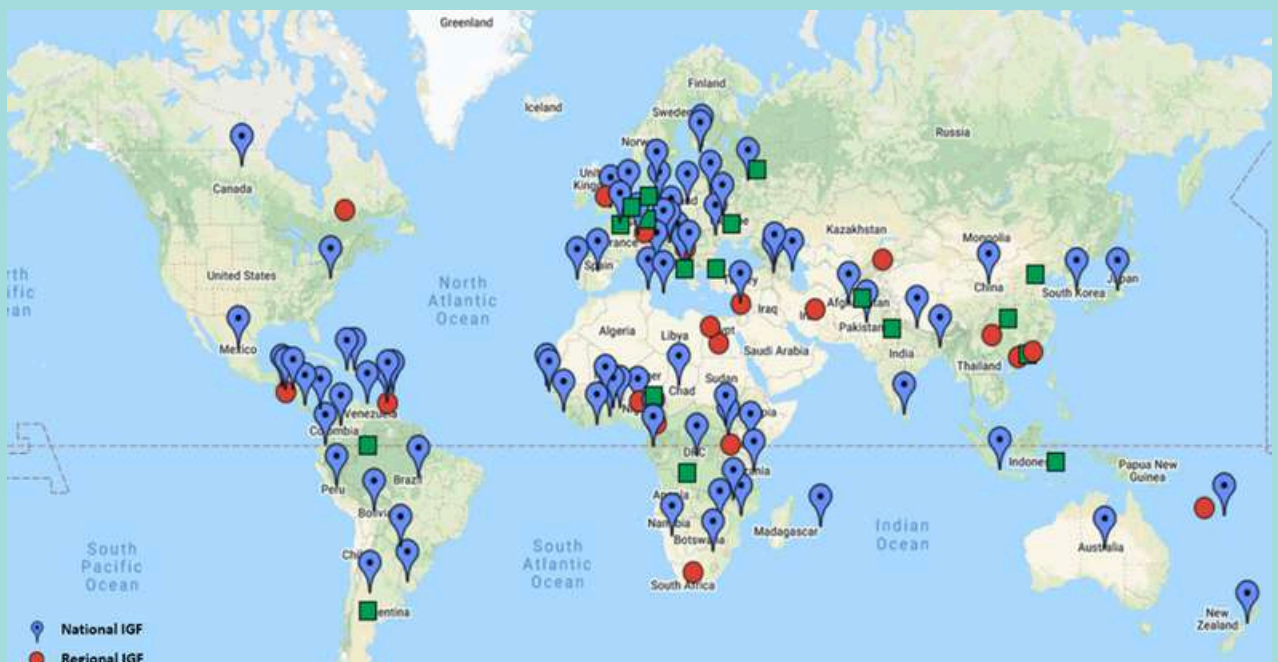 Greenland
Iceland
Finland
Russia
Canada
Kazakhstan
Mongolia
United States
North
Atlantic
Ocean
Spain
China
South Korea
Iraq
Algeria
Libya
Pakistan
Mexico
Saudi Arabia
India
Thailand
Chad
Sudan
Venezuela
Colombia
DRC
Papua New
Guinea
Peru
Brazil
Bolivia
Angola
Namibia
Madagascar
Botswana
Indian
Ocean
Australia
South
Pacific
Ocean
South
Atlantic
Ocean
South Africa
New
Zealand
National IGF
Regional IGF